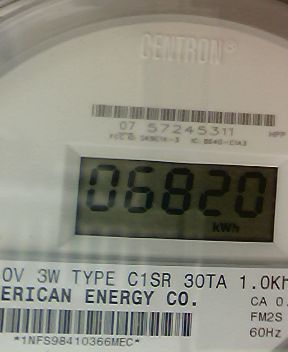 CENTRON®
07 57245311
06820
kWh
0V 3W TYPE C1SR 30TA 1.0Kh
ERICAN ENERGY CO.
CA 0.
FM2S
60Hz
*1NFS98410366MEC*